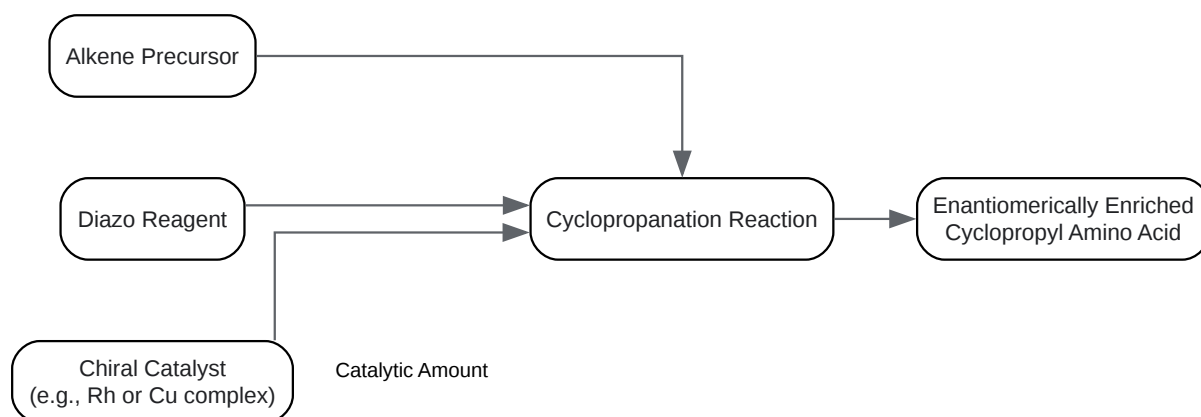 Alkene Precursor
Diazo Reagent
Cyclopropanation Reaction
Enantiomerically Enriched
Cyclopropyl Amino Acid
Chiral Catalyst
(e.g., Rh or Cu complex)
Catalytic Amount